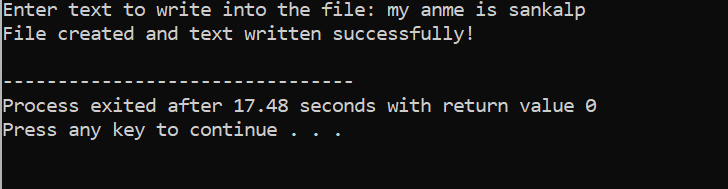 Enter text to write into the file: my anme is sankalp
File created and text written successfully!
--------------------------------
Process exited after 17.48 seconds with return value 0
Press any key to continue . . .